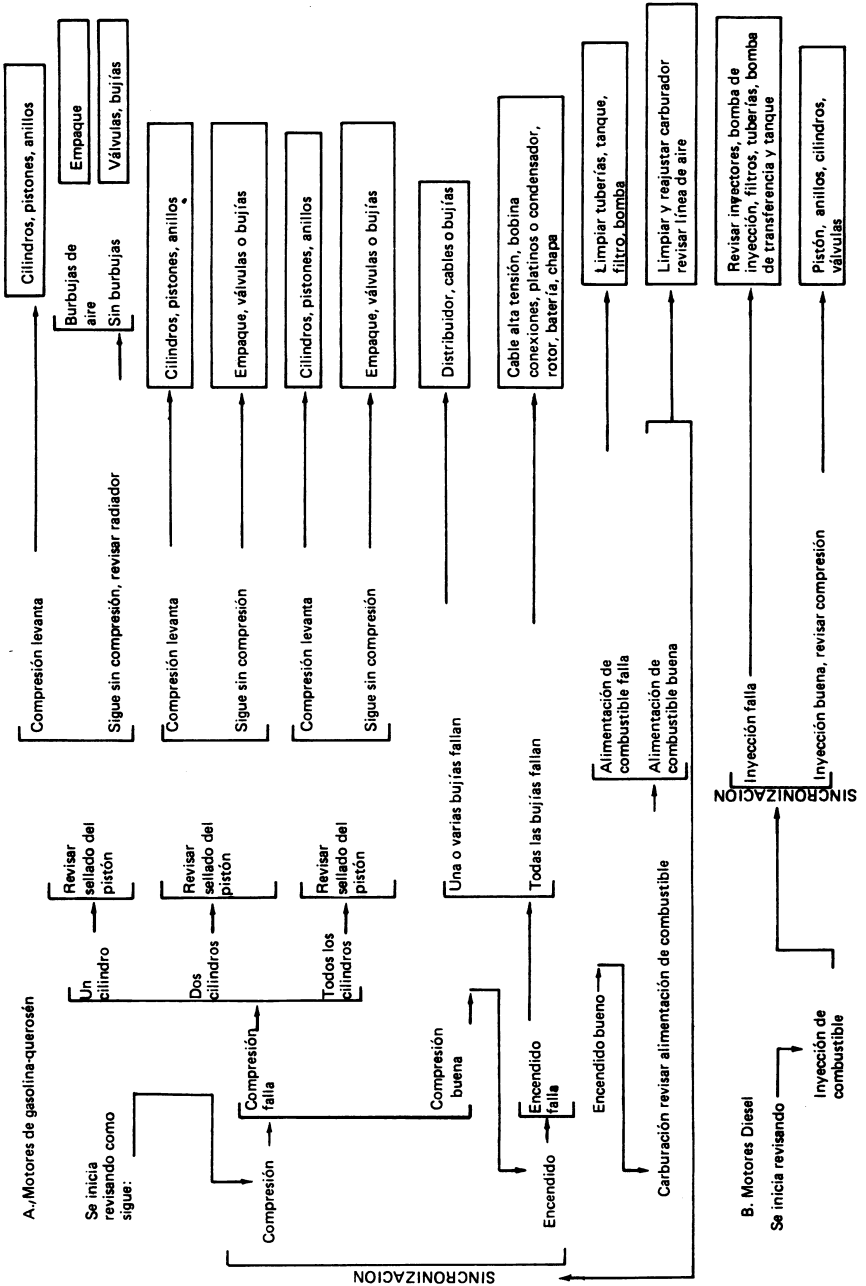 A. Motores de gasolina-querosén
Se inicia
revisando como
sigue:
SINCRONIZACION
Compresión
Compresión
falla
Un
cilindro
Revisar
sellado del
pistón
Compresión levanta
Cilindros, pistones, anillos
Sigue sin compresión, revisar radiador
Burbujas de
aire
Empaque
Sin burbujas
Válvulas, bujías
Dos
cilindros
Revisar
sellado del
pistón
Compresión levanta
Cilindros, pistones, anillos
Sigue sin compresión
Empaque, válvulas o bujías
Todos los
cilindros
Revisar
sellado del
pistón
Compresión levanta
Cilindros, pistones, anillos
Sigue sin compresión
Empaque, válvulas o bujías
Compresión
buena
Encendido
Encendido
falla
Una o varias bujías fallan
Distribuidor, cables o bujías
Todas las bujías fallan
Cable alta tensión, bobina
conexiones, platinos o condensador,
rotor, batería, chapa
Encendido bueno
Carburación revisar alimentación de combustible
Alimentación de
combustible falla
Limpiar tuberías, tanque,
filtro, bomba
Alimentación de
combustible buena
Limpiar y reajustar carburador
revisar línea de aire
B. Motores Diesel
Se inicia revisando
Inyección de
combustible
SINCRONIZACION
Inyección falla
Revisar inyectores, bomba de
inyección, filtros, tuberías, bomba
de transferencia y tanque
Inyección buena, revisar compresión
Pistón, anillos, cilindros,
válvulas